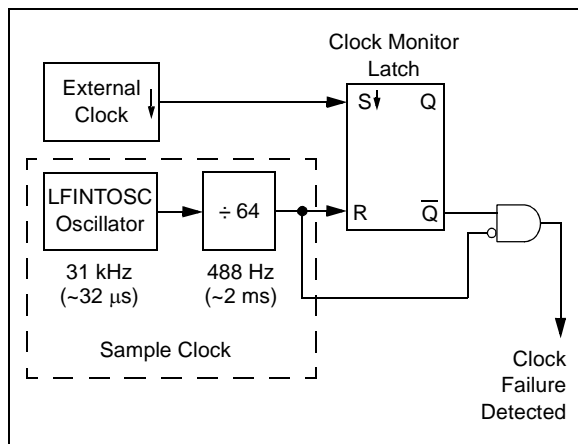 Clock Monitor
Latch
External
Clock
S
Q
LFINTOSC
Oscillator
÷ 64
R
Q̅
31 kHz
(~32 μs)
488 Hz
(~2 ms)
Sample Clock
Clock
Failure
Detected